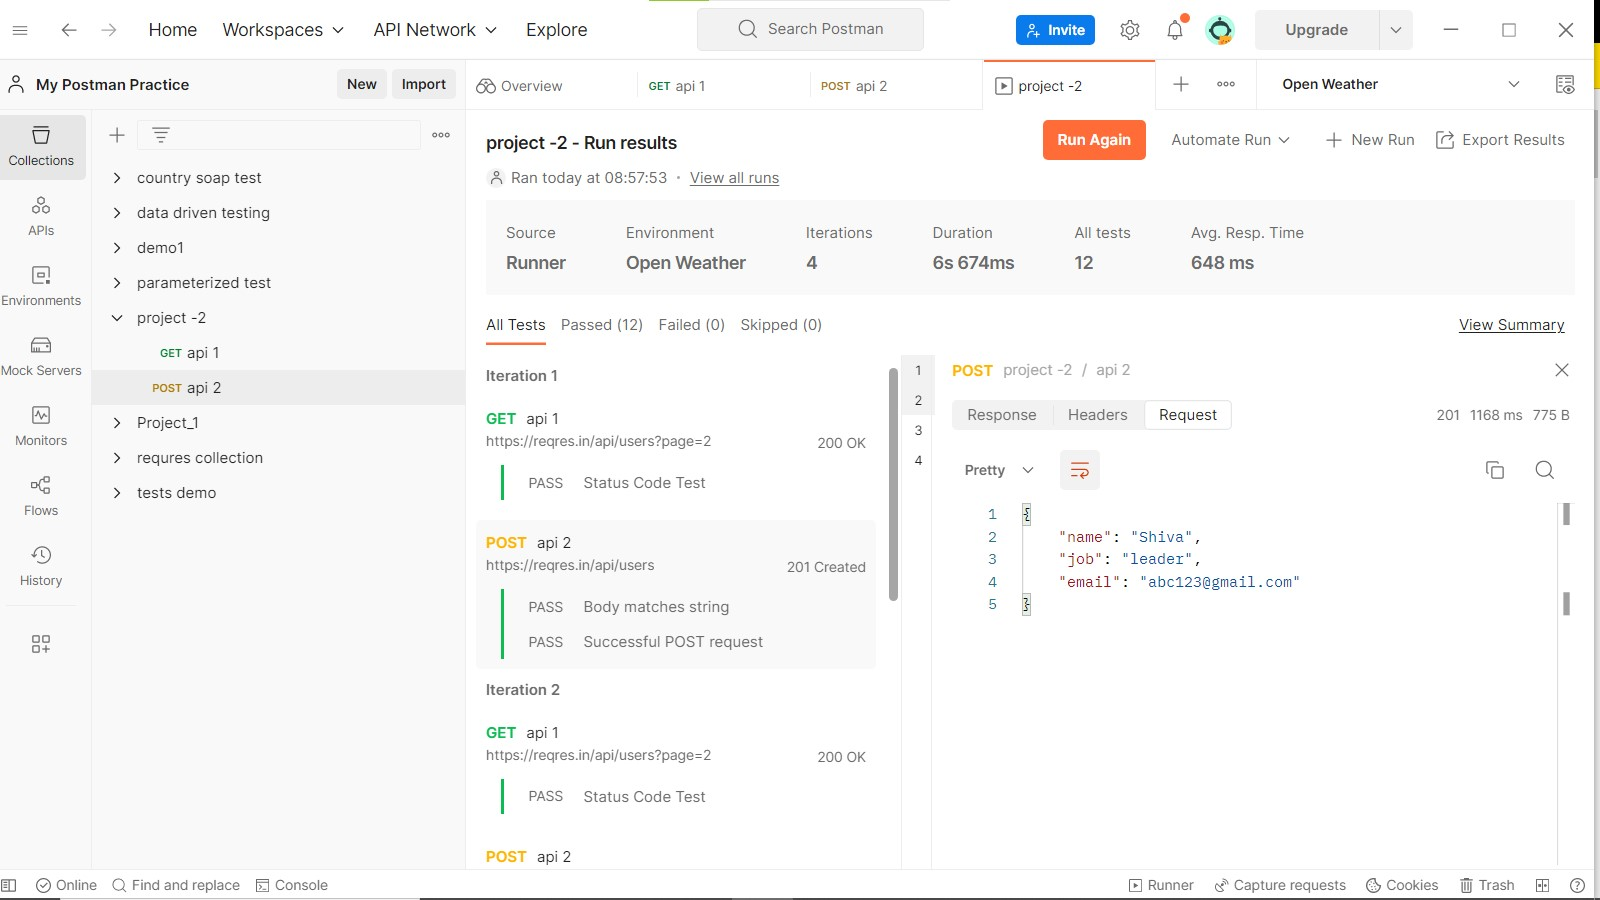 Home Workspaces API Network Explore Search Postman Invite Upgrade
My Postman Practice New Import
Overview GET api 1 POST api 2 project -2 Open Weather
Collections
APIs
Environments
Mock Servers
Monitors
Flows
History
country soap test
data driven testing
demo1
parameterized test
project -2
GET api 1
POST api 2
Project_1
requres collection
tests demo
project -2 - Run results
Run Again Automate Run New Run Export Results
Ran today at 08:57:53 · View all runs
Source Environment Iterations Duration All tests Avg. Resp. Time
Runner Open Weather 4 6s 674ms 12 648 ms
All Tests Passed (12) Failed (0) Skipped (0) View Summary
Iteration 1
GET api 1
https://reqres.in/api/users?page=2 200 OK
PASS Status Code Test
POST api 2
https://reqres.in/api/users 201 Created
PASS Body matches string
PASS Successful POST request
Iteration 2
GET api 1
https://reqres.in/api/users?page=2 200 OK
PASS Status Code Test
POST api 2
1
2
3
4
POST project -2 / api 2
Response Headers Request 201 1168 ms 775 B
Pretty
1 {
2 "name": "Shiva",
3 "job": "leader",
4 "email": "abc123@gmail.com"
5 }
Online Find and replace Console Runner Capture requests Cookies Trash